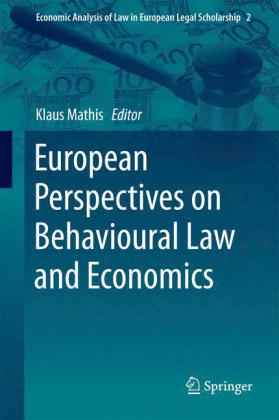 Economic Analysis of Law in European Legal Scholarship 2
Klaus Mathis Editor
European
Perspectives on
Behavioural Law
and Economics
Springer